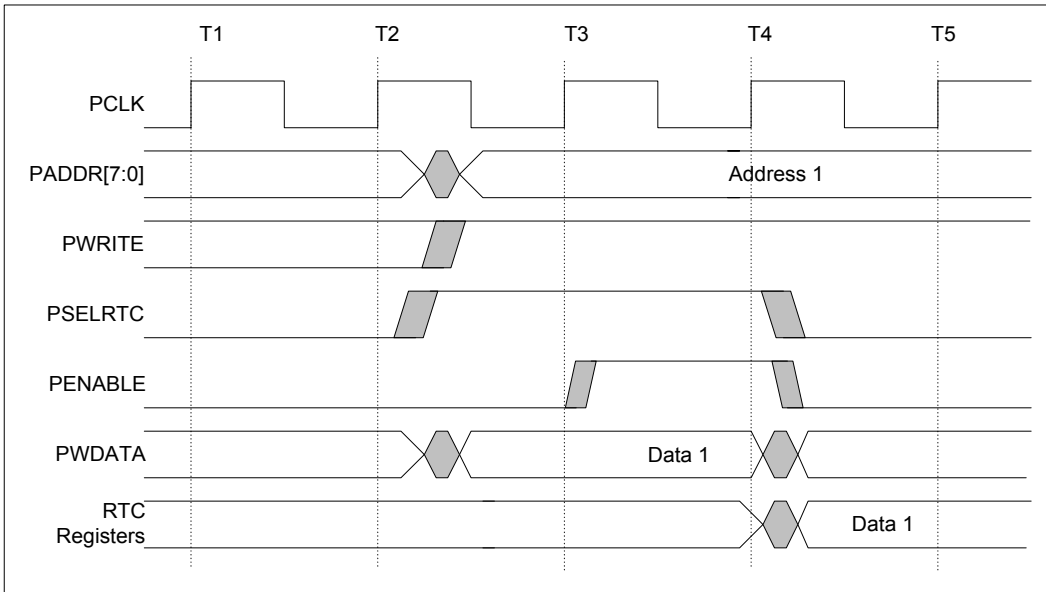 T1 T2 T3 T4 T5
PCLK
PADDR[7:0] Address 1
PWRITE
PSELRTC
PENABLE
PWDATA Data 1
RTC
Registers Data 1